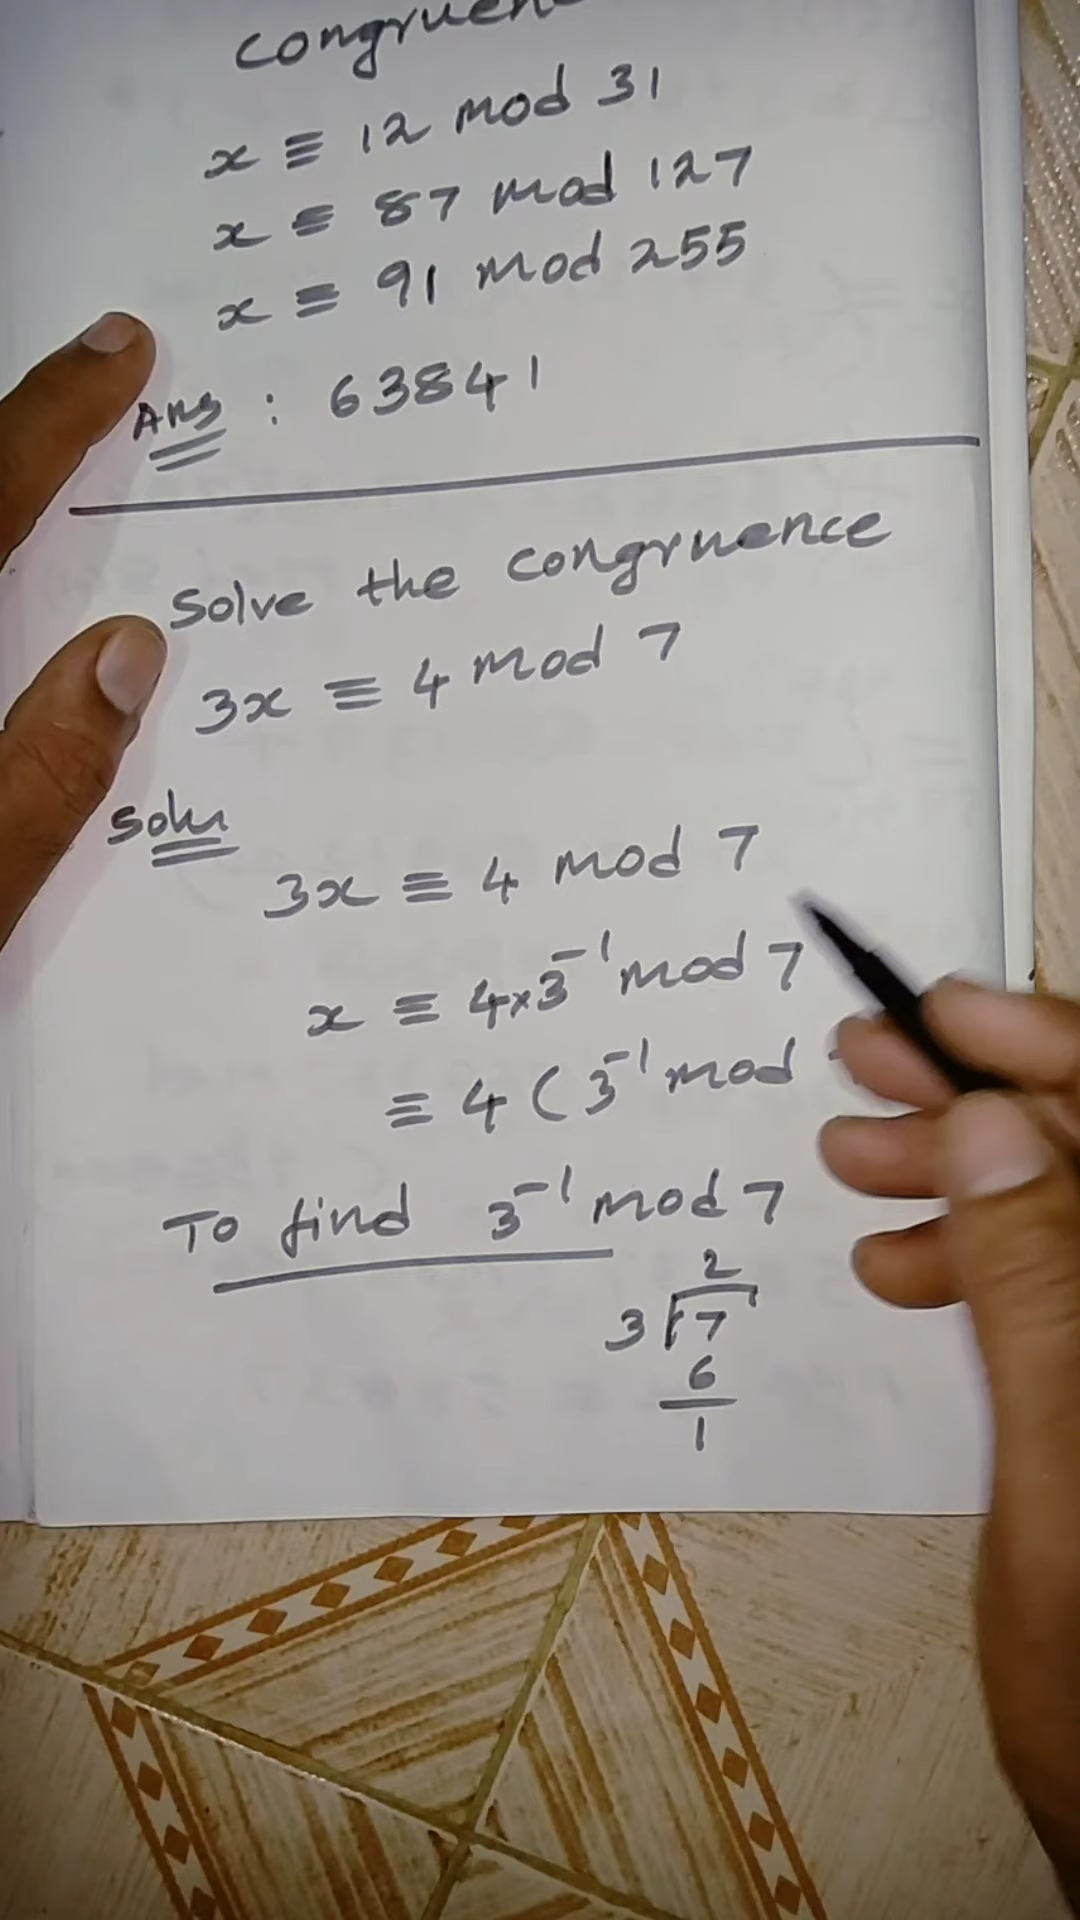 x ≡ 12 mod 31
x ≡ 87 mod 127
x ≡ 91 mod 255
Ans : 63841
Solve the congruence
3x ≡ 4 mod 7
Soln
3x ≡ 4 mod 7
x ≡ 4×3⁻¹ mod 7
≡ 4 ( 3⁻¹ mod
To find 3⁻¹ mod 7
2
3 7
6
1